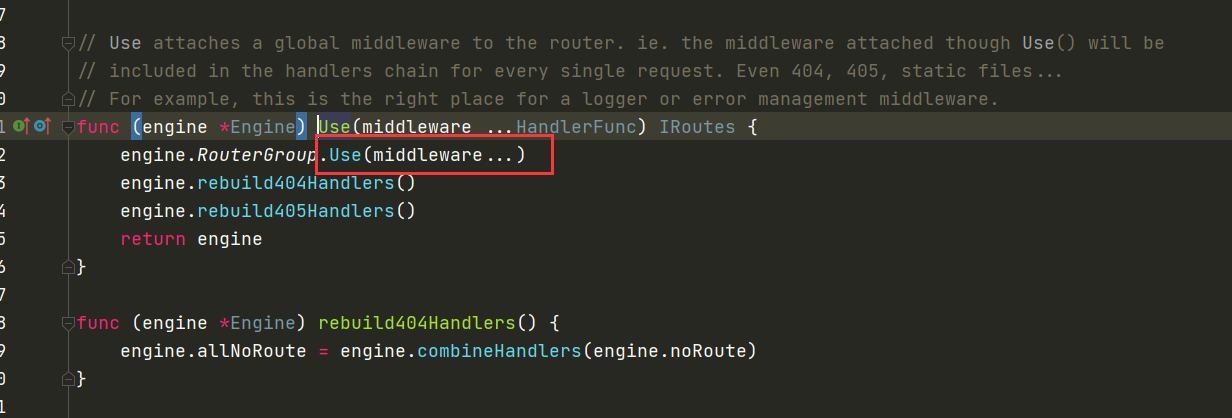 7
8 // Use attaches a global middleware to the router. ie. the middleware attached though Use() will be
9 // included in the handlers chain for every single request. Even 404, 405, static files...
0 // For example, this is the right place for a logger or error management middleware.
1 func (engine *Engine) Use(middleware ...HandlerFunc) IRoutes {
2     engine.RouterGroup.Use(middleware...)
3     engine.rebuild404Handlers()
4     engine.rebuild405Handlers()
5     return engine
6 }
7
8 func (engine *Engine) rebuild404Handlers() {
9     engine.allNoRoute = engine.combineHandlers(engine.noRoute)
0 }
1